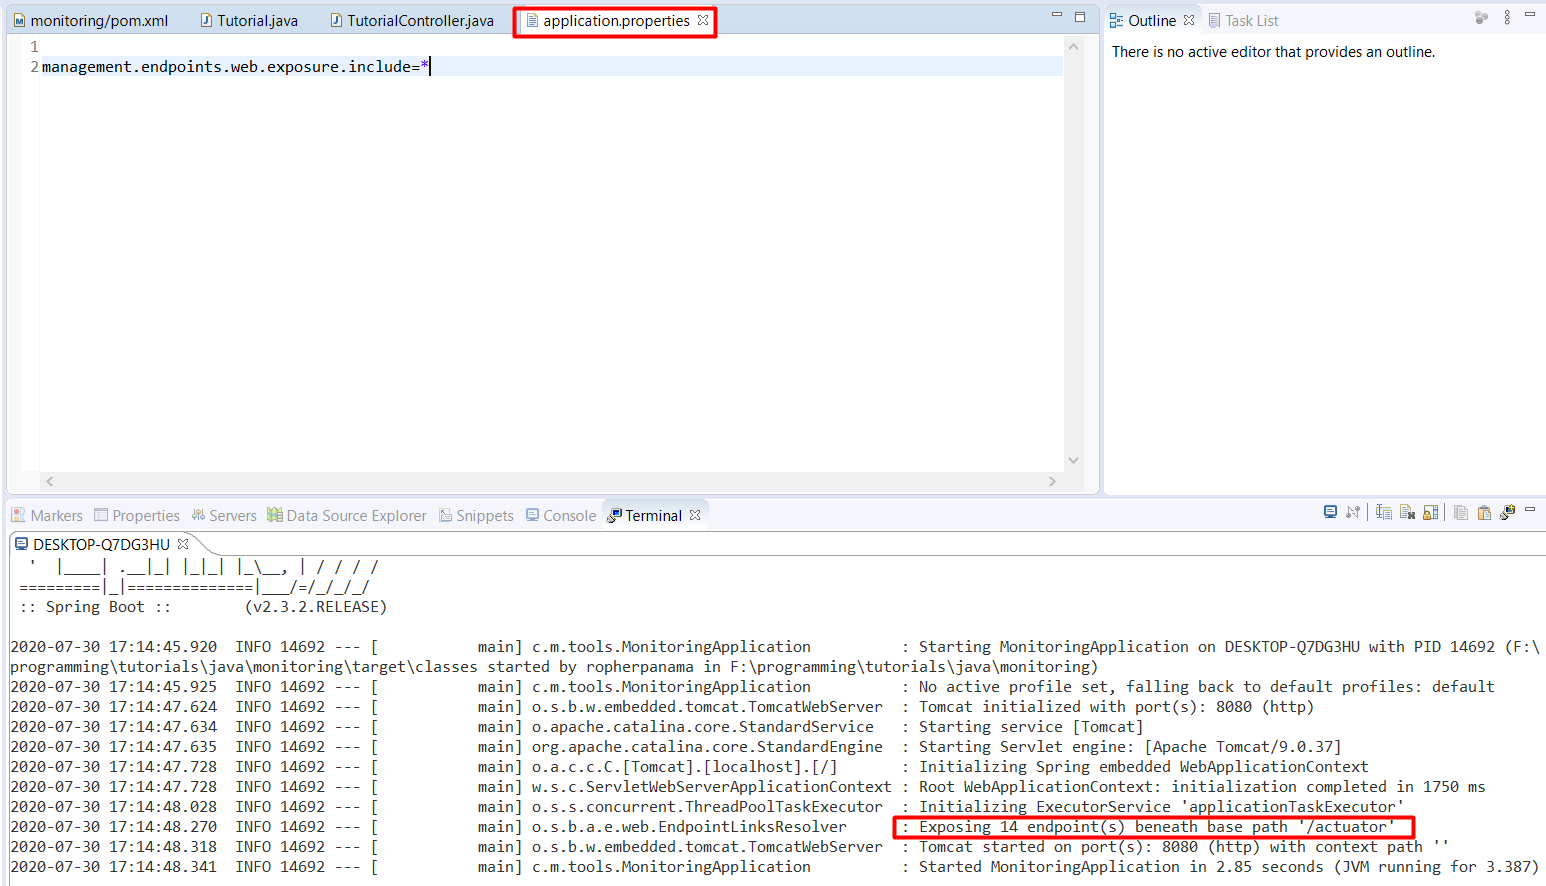 monitoring/pom.xml Tutorial.java TutorialController.java application.properties
Outline Task List
1
2 management.endpoints.web.exposure.include=*
There is no active editor that provides an outline.
Markers Properties Servers Data Source Explorer Snippets Console Terminal
DESKTOP-Q7DG3HU
  '  |____| .__|_| |_|_| |_\__, | / / / /
 =========|_|==============|___/=/_/_/_/
 :: Spring Boot ::        (v2.3.2.RELEASE)
2020-07-30 17:14:45.920  INFO 14692 --- [           main] c.m.tools.MonitoringApplication          : Starting MonitoringApplication on DESKTOP-Q7DG3HU with PID 14692 (F:\
programming\tutorials\java\monitoring\target\classes started by ropherpanama in F:\programming\tutorials\java\monitoring)
2020-07-30 17:14:45.925  INFO 14692 --- [           main] c.m.tools.MonitoringApplication          : No active profile set, falling back to default profiles: default
2020-07-30 17:14:47.624  INFO 14692 --- [           main] o.s.b.w.embedded.tomcat.TomcatWebServer  : Tomcat initialized with port(s): 8080 (http)
2020-07-30 17:14:47.634  INFO 14692 --- [           main] o.apache.catalina.core.StandardService   : Starting service [Tomcat]
2020-07-30 17:14:47.635  INFO 14692 --- [           main] org.apache.catalina.core.StandardEngine  : Starting Servlet engine: [Apache Tomcat/9.0.37]
2020-07-30 17:14:47.728  INFO 14692 --- [           main] o.a.c.c.C.[Tomcat].[localhost].[/]       : Initializing Spring embedded WebApplicationContext
2020-07-30 17:14:47.728  INFO 14692 --- [           main] w.s.c.ServletWebServerApplicationContext : Root WebApplicationContext: initialization completed in 1750 ms
2020-07-30 17:14:48.028  INFO 14692 --- [           main] o.s.s.concurrent.ThreadPoolTaskExecutor  : Initializing ExecutorService 'applicationTaskExecutor'
2020-07-30 17:14:48.270  INFO 14692 --- [           main] o.s.b.a.e.web.EndpointLinksResolver      : Exposing 14 endpoint(s) beneath base path '/actuator'
2020-07-30 17:14:48.318  INFO 14692 --- [           main] o.s.b.w.embedded.tomcat.TomcatWebServer  : Tomcat started on port(s): 8080 (http) with context path ''
2020-07-30 17:14:48.341  INFO 14692 --- [           main] c.m.tools.MonitoringApplication          : Started MonitoringApplication in 2.85 seconds (JVM running for 3.387)